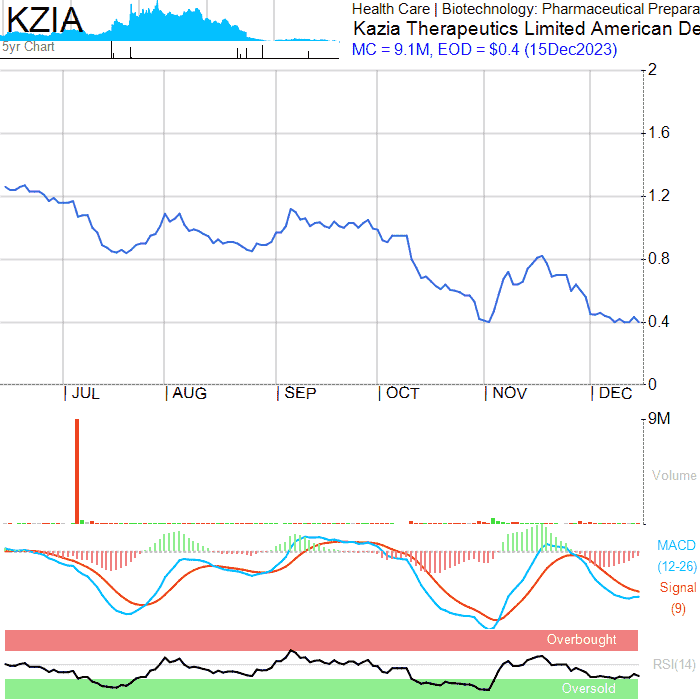 KZIA
5yr Chart
Health Care | Biotechnology: Pharmaceutical Prepara
Kazia Therapeutics Limited American De
MC = 9.1M, EOD = $0.4 (15Dec2023)
2
1.6
1.2
0.8
0.4
0
JUL AUG SEP OCT NOV DEC
9M
Volume
MACD
(12-26)
Signal
(9)
Overbought
RSI(14)
Oversold